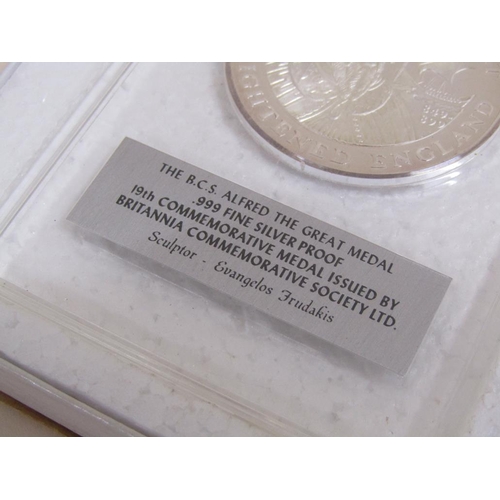 IGHTENED ENGLAND
THE B.C.S. ALFRED THE GREAT MEDAL
.999 FINE SILVER PROOF
19th COMMEMORATIVE MEDAL ISSUED BY
BRITANNIA COMMEMORATIVE SOCIETY LTD.
Sculptor - Evangelos Frudakis